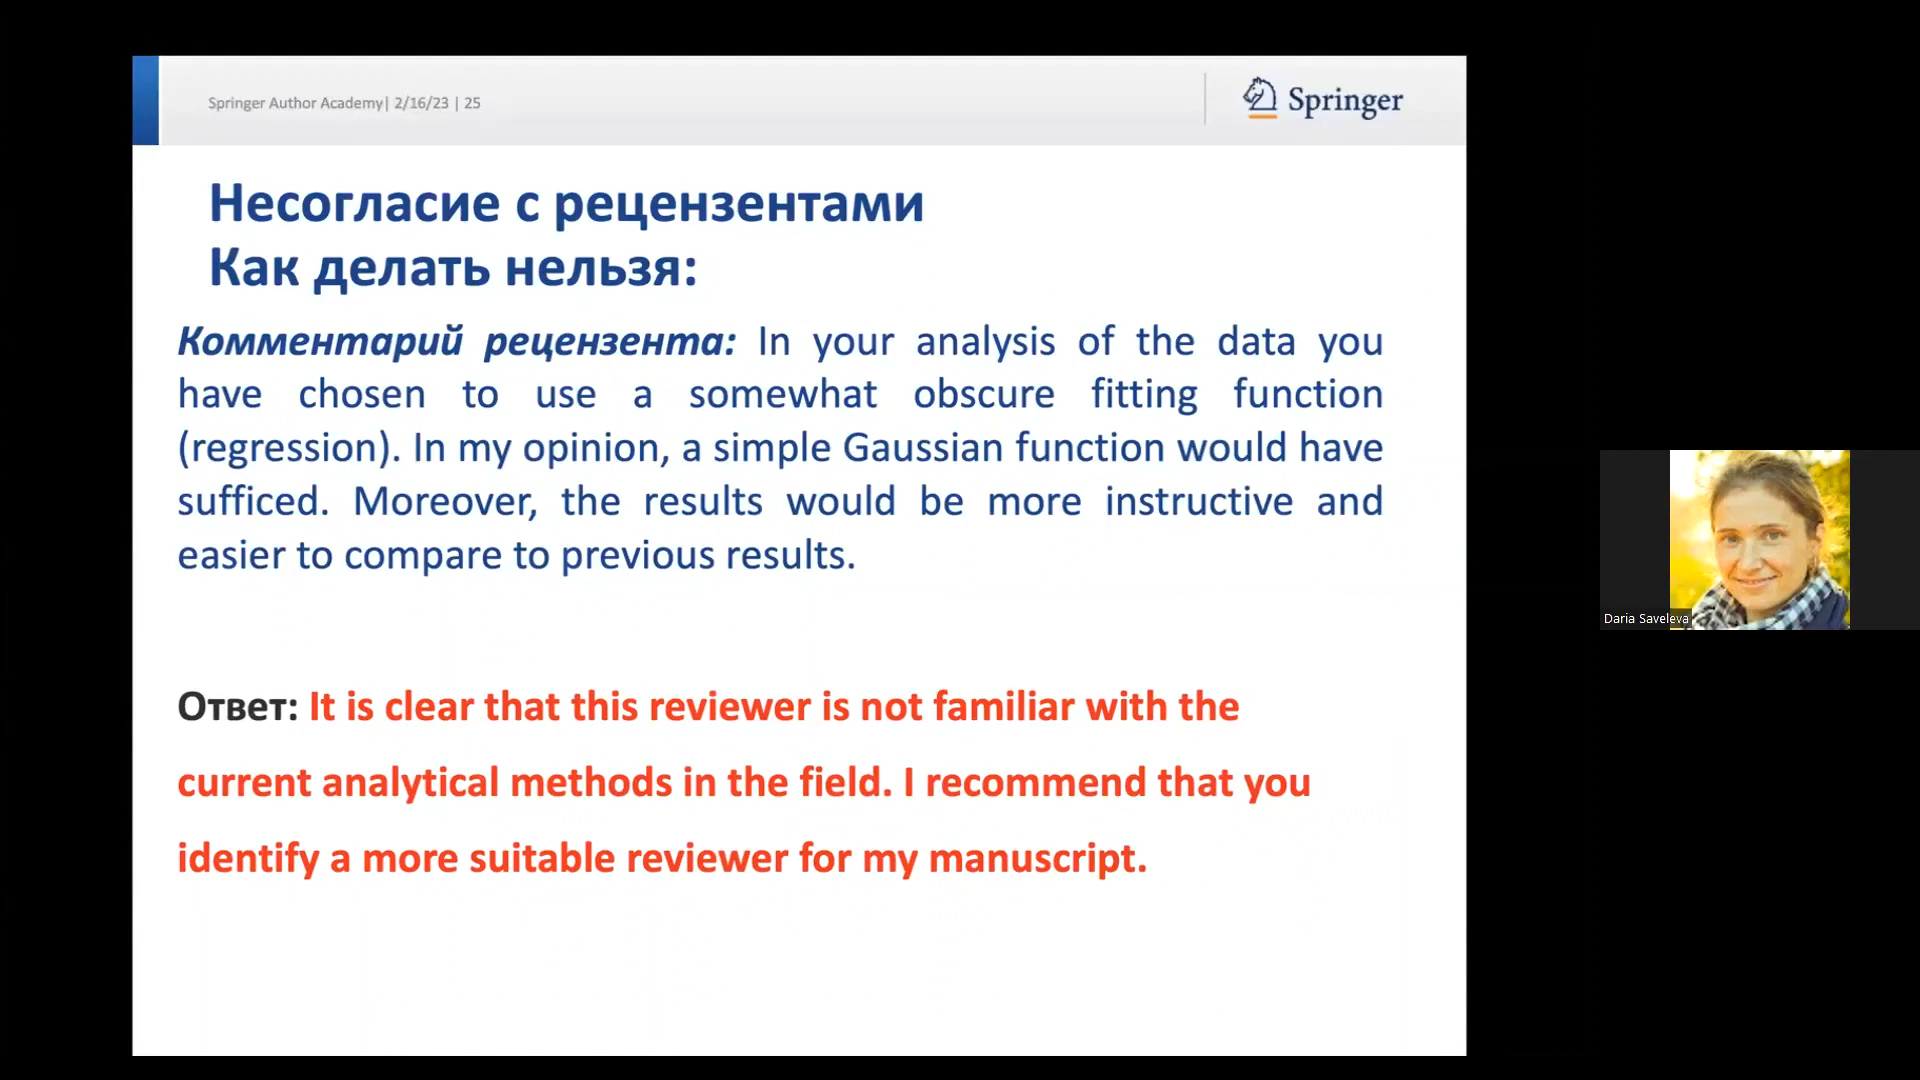 Springer Author Academy| 2/16/23 | 25
Springer
Несогласие с рецензентами
Как делать нельзя:
Комментарий рецензента: In your analysis of the data you
have chosen to use a somewhat obscure fitting function
(regression). In my opinion, a simple Gaussian function would have
sufficed. Moreover, the results would be more instructive and
easier to compare to previous results.
Ответ: It is clear that this reviewer is not familiar with the
current analytical methods in the field. I recommend that you
identify a more suitable reviewer for my manuscript.
Daria Saveleva